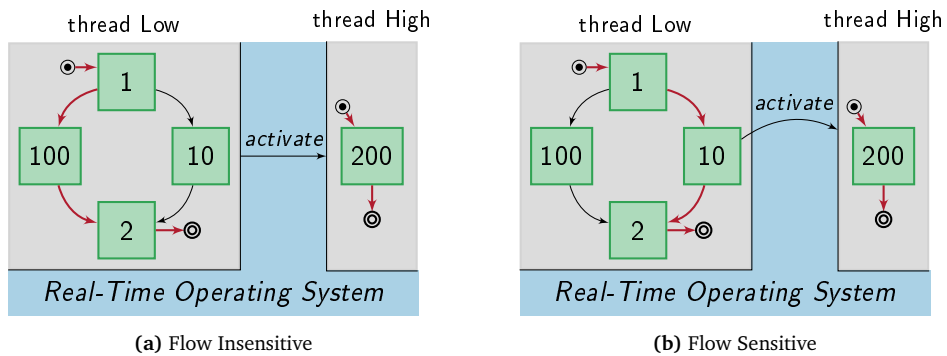 thread Low
thread High
1
100
10
activate
200
2
Real-Time Operating System
(a) Flow Insensitive
thread Low
thread High
1
activate
100
10
200
2
Real-Time Operating System
(b) Flow Sensitive